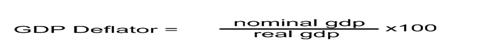 GDP Deflator = nominal gdp
real gdp
x100